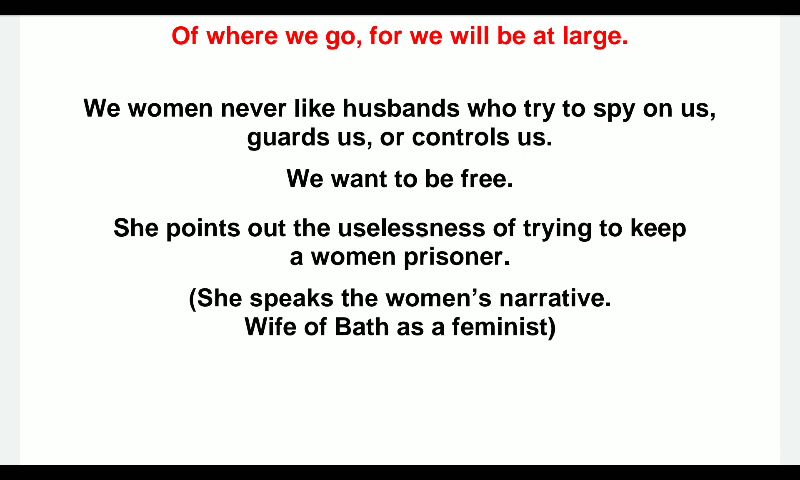 Of where we go, for we will be at large.
We women never like husbands who try to spy on us,
guards us, or controls us.
We want to be free.
She points out the uselessness of trying to keep
a women prisoner.
(She speaks the women’s narrative.
Wife of Bath as a feminist)